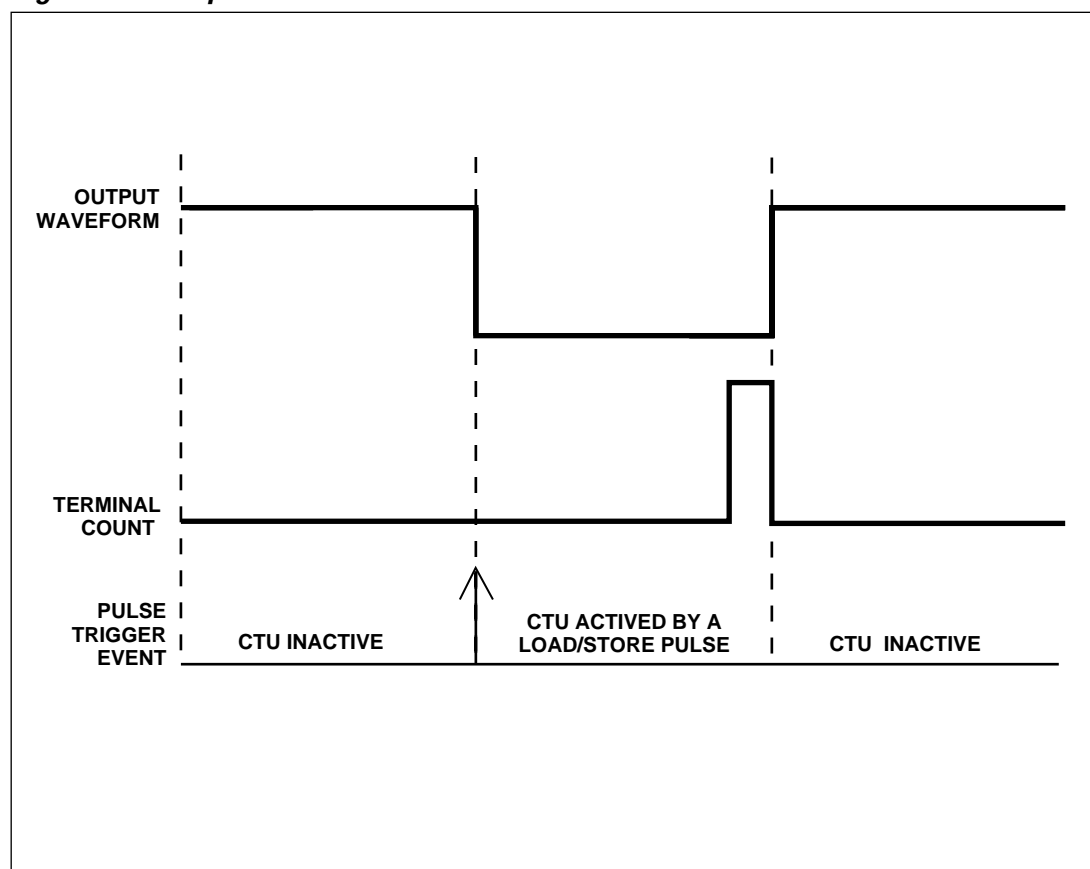 OUTPUT
WAVEFORM
TERMINAL
COUNT
PULSE
TRIGGER
EVENT
CTU INACTIVE
CTU ACTIVED BY A
LOAD/STORE PULSE
CTU INACTIVE